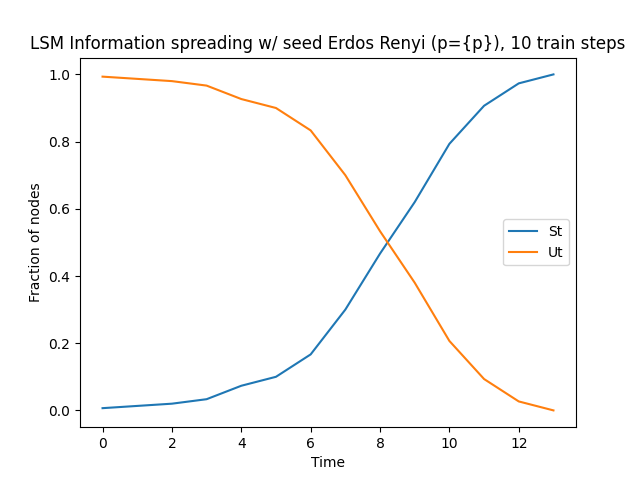 LSM Information spreading w/ seed Erdos Renyi (p={p}), 10 train steps
1.0
0.8
0.6
0.4
0.2
0.0
Fraction of nodes
St
Ut
0 2 4 6 8 10 12
Time